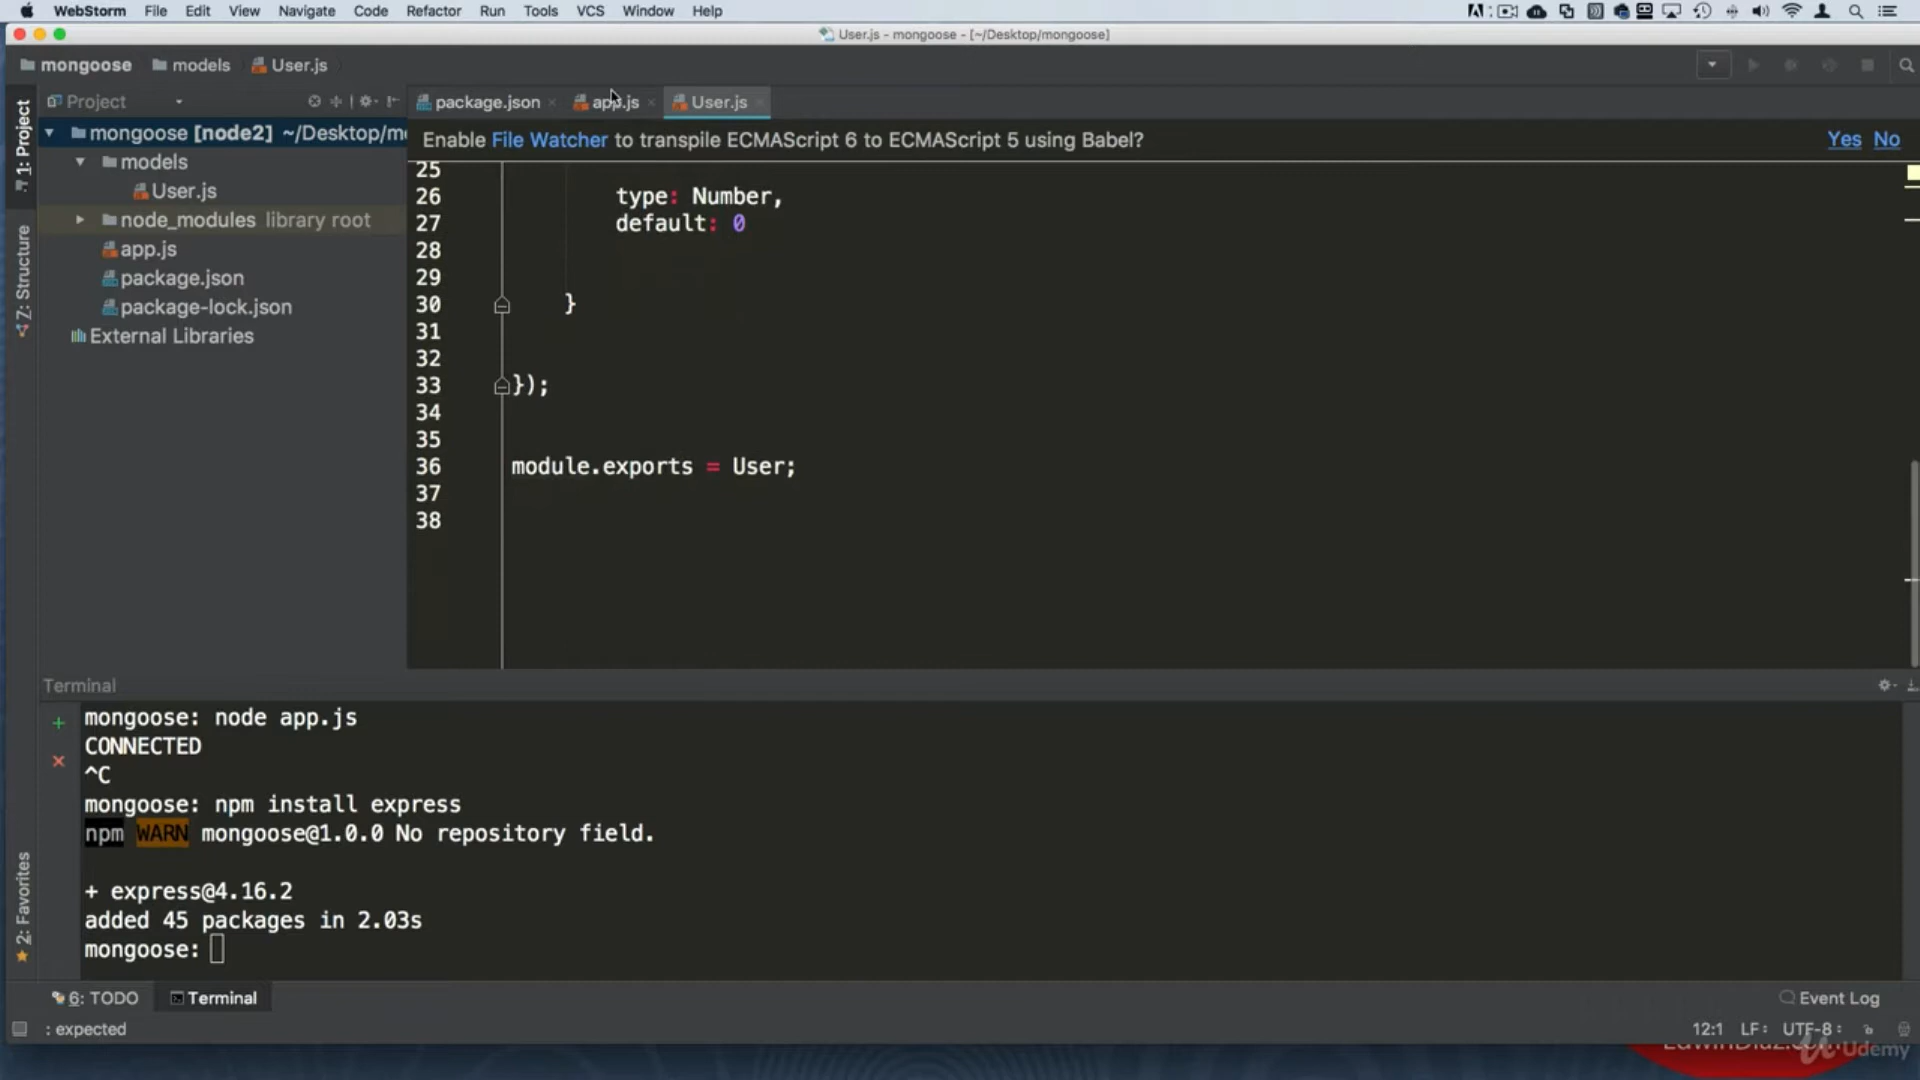 WebStorm File Edit View Navigate Code Refactor Run Tools VCS Window Help
User.js - mongoose - [~/Desktop/mongoose]
mongoose models User.js
Project package.json app.js User.js
1: Project
Z: Structure
2: Favorites
mongoose [node2] ~/Desktop/m
models
User.js
node_modules library root
app.js
package.json
package-lock.json
External Libraries
Enable File Watcher to transpile ECMAScript 6 to ECMAScript 5 using Babel? Yes No
25
26 type: Number,
27 default: 0
28
29
30 }
31
32
33 });
34
35
36 module.exports = User;
37
38
Terminal
mongoose: node app.js
CONNECTED
^C
mongoose: npm install express
npm WARN mongoose@1.0.0 No repository field.
+ express@4.16.2
added 45 packages in 2.03s
mongoose:
6: TODO Terminal Event Log
: expected 12:1 LF: UTF-8:
EdwinDiaz.com
Udemy